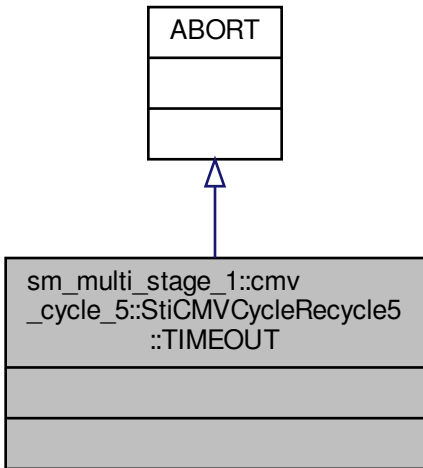 ABORT
sm_multi_stage_1::cmv
_cycle_5::StiCMVCycleRecycle5
::TIMEOUT